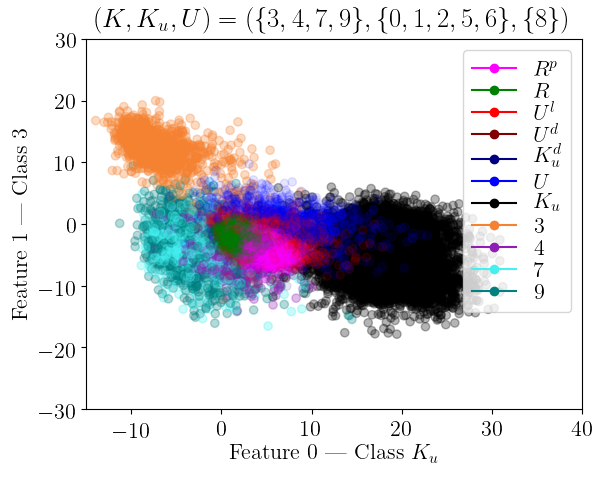 (K, K_u, U) = ({3, 4, 7, 9}, {0, 1, 2, 5, 6}, {8})
30
20
10
0
−10
−20
−30
Feature 1 — Class 3
R^p
R
U^l
U^d
K_u^d
U
K_u
3
4
7
9
−10
0
10
20
30
40
Feature 0 — Class K_u